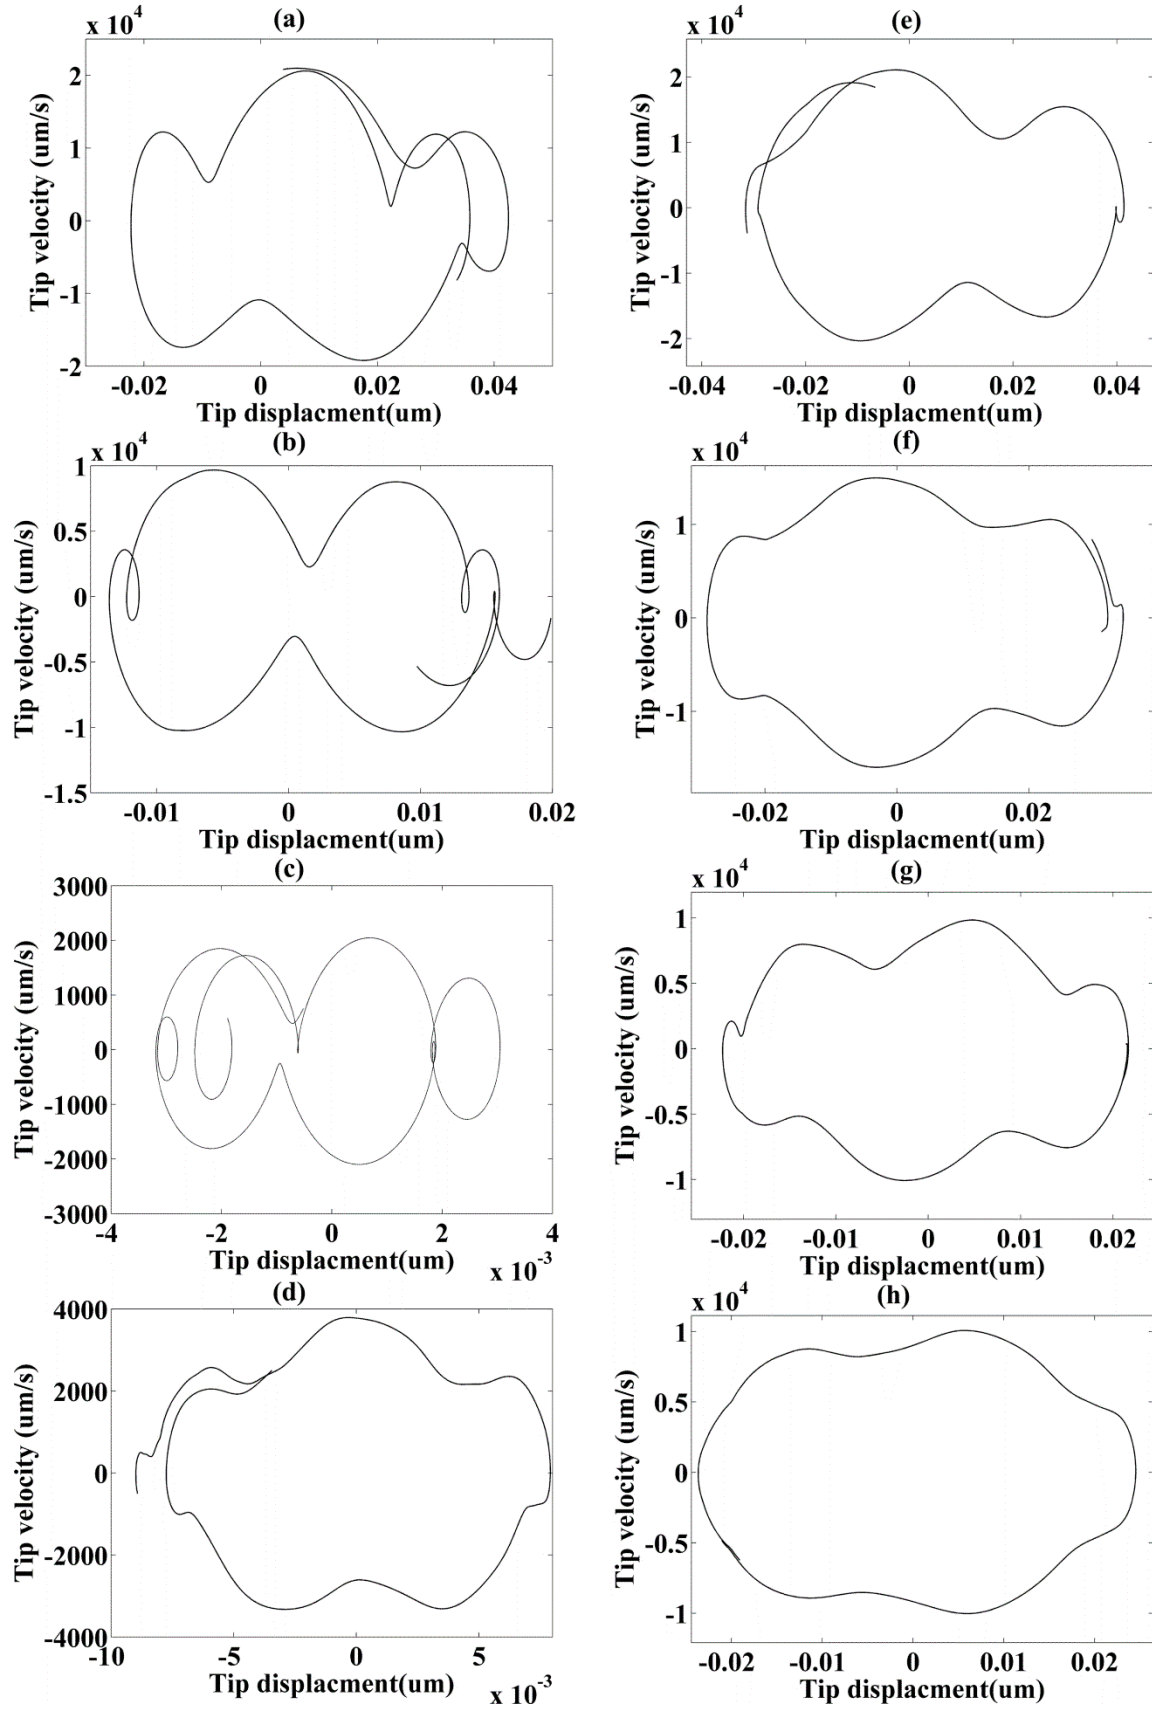 (a)
x 10^4
Tip velocity (um/s)
2
1
0
-1
-2
-0.02 0 0.02 0.04
Tip displacment(um)
(e)
x 10^4
Tip velocity (um/s)
2
1
0
-1
-2
-0.04 -0.02 0 0.02 0.04
Tip displacment(um)
(b)
x 10^4
Tip velocity (um/s)
1
0.5
0
-0.5
-1
-1.5
-0.01 0 0.01 0.02
Tip displacment(um)
(f)
x 10^4
Tip velocity (um/s)
1
0
-1
-0.02 0 0.02
Tip displacment(um)
(c)
Tip velocity (um/s)
3000
2000
1000
0
-1000
-2000
-3000
-4 -2 0 2 4
Tip displacment(um)
x 10^-3
(g)
x 10^4
Tip velocity (um/s)
1
0.5
0
-0.5
-1
-0.02 -0.01 0 0.01 0.02
Tip displacment(um)
(d)
Tip velocity (um/s)
4000
2000
0
-2000
-4000
-10 -5 0 5
Tip displacment(um)
x 10^-3
(h)
x 10^4
Tip velocity (um/s)
1
0.5
0
-0.5
-1
-0.02 -0.01 0 0.01 0.02
Tip displacment(um)